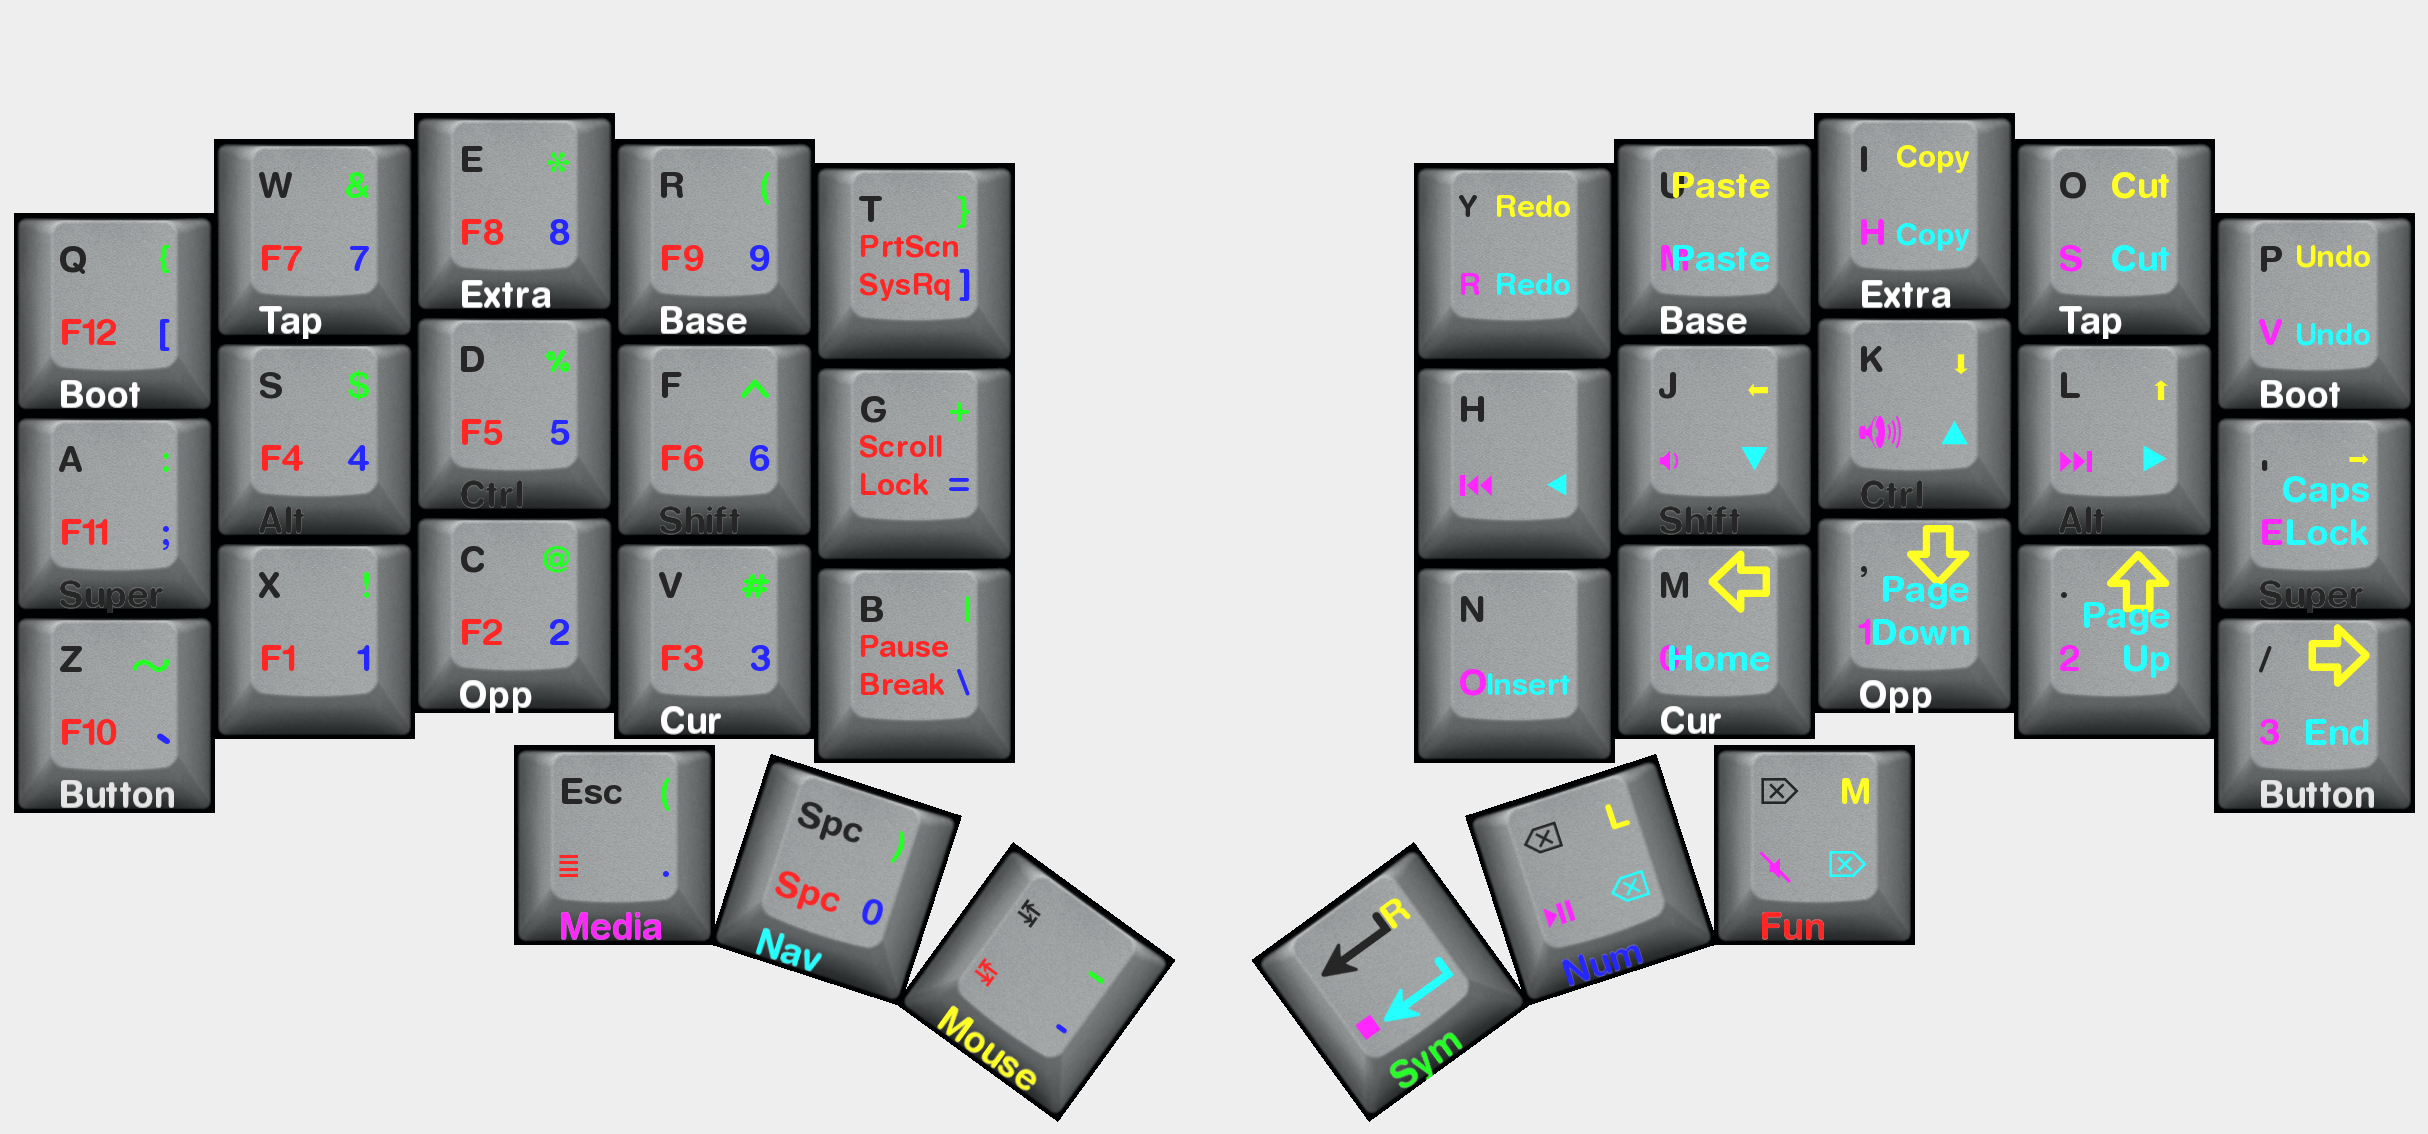 Q {
F12 [
Boot
W &
F7 7
Tap
E *
F8 8
Extra
R (
F9 9
Base
T }
PrtScn
SysRq ]
Y Redo
R Redo
U Paste
M Paste
Base
I Copy
H Copy
Extra
O Cut
S Cut
Tap
P Undo
V Undo
Boot
A :
F11 ;
Super
S $
F4 4
Alt
D %
F5 5
Ctrl
F ^
F6 6
Shift
G +
Scroll
Lock =
H
J ←
Shift
K ↓
Ctrl
L ↑
Alt
' →
Caps
E Lock
Super
Z ~
F10 `
Button
X !
F1 1
C @
F2 2
Opp
V #
F3 3
Cur
B |
Pause
Break \
N
O Insert
M
Home
Cur
,
Page
1 Down
Opp
.
Page
2 Up
/
3 End
Button
Esc (
.
Media
Spc )
Spc 0
Nav
Mouse
R
Sym
L
Num
M
Fun